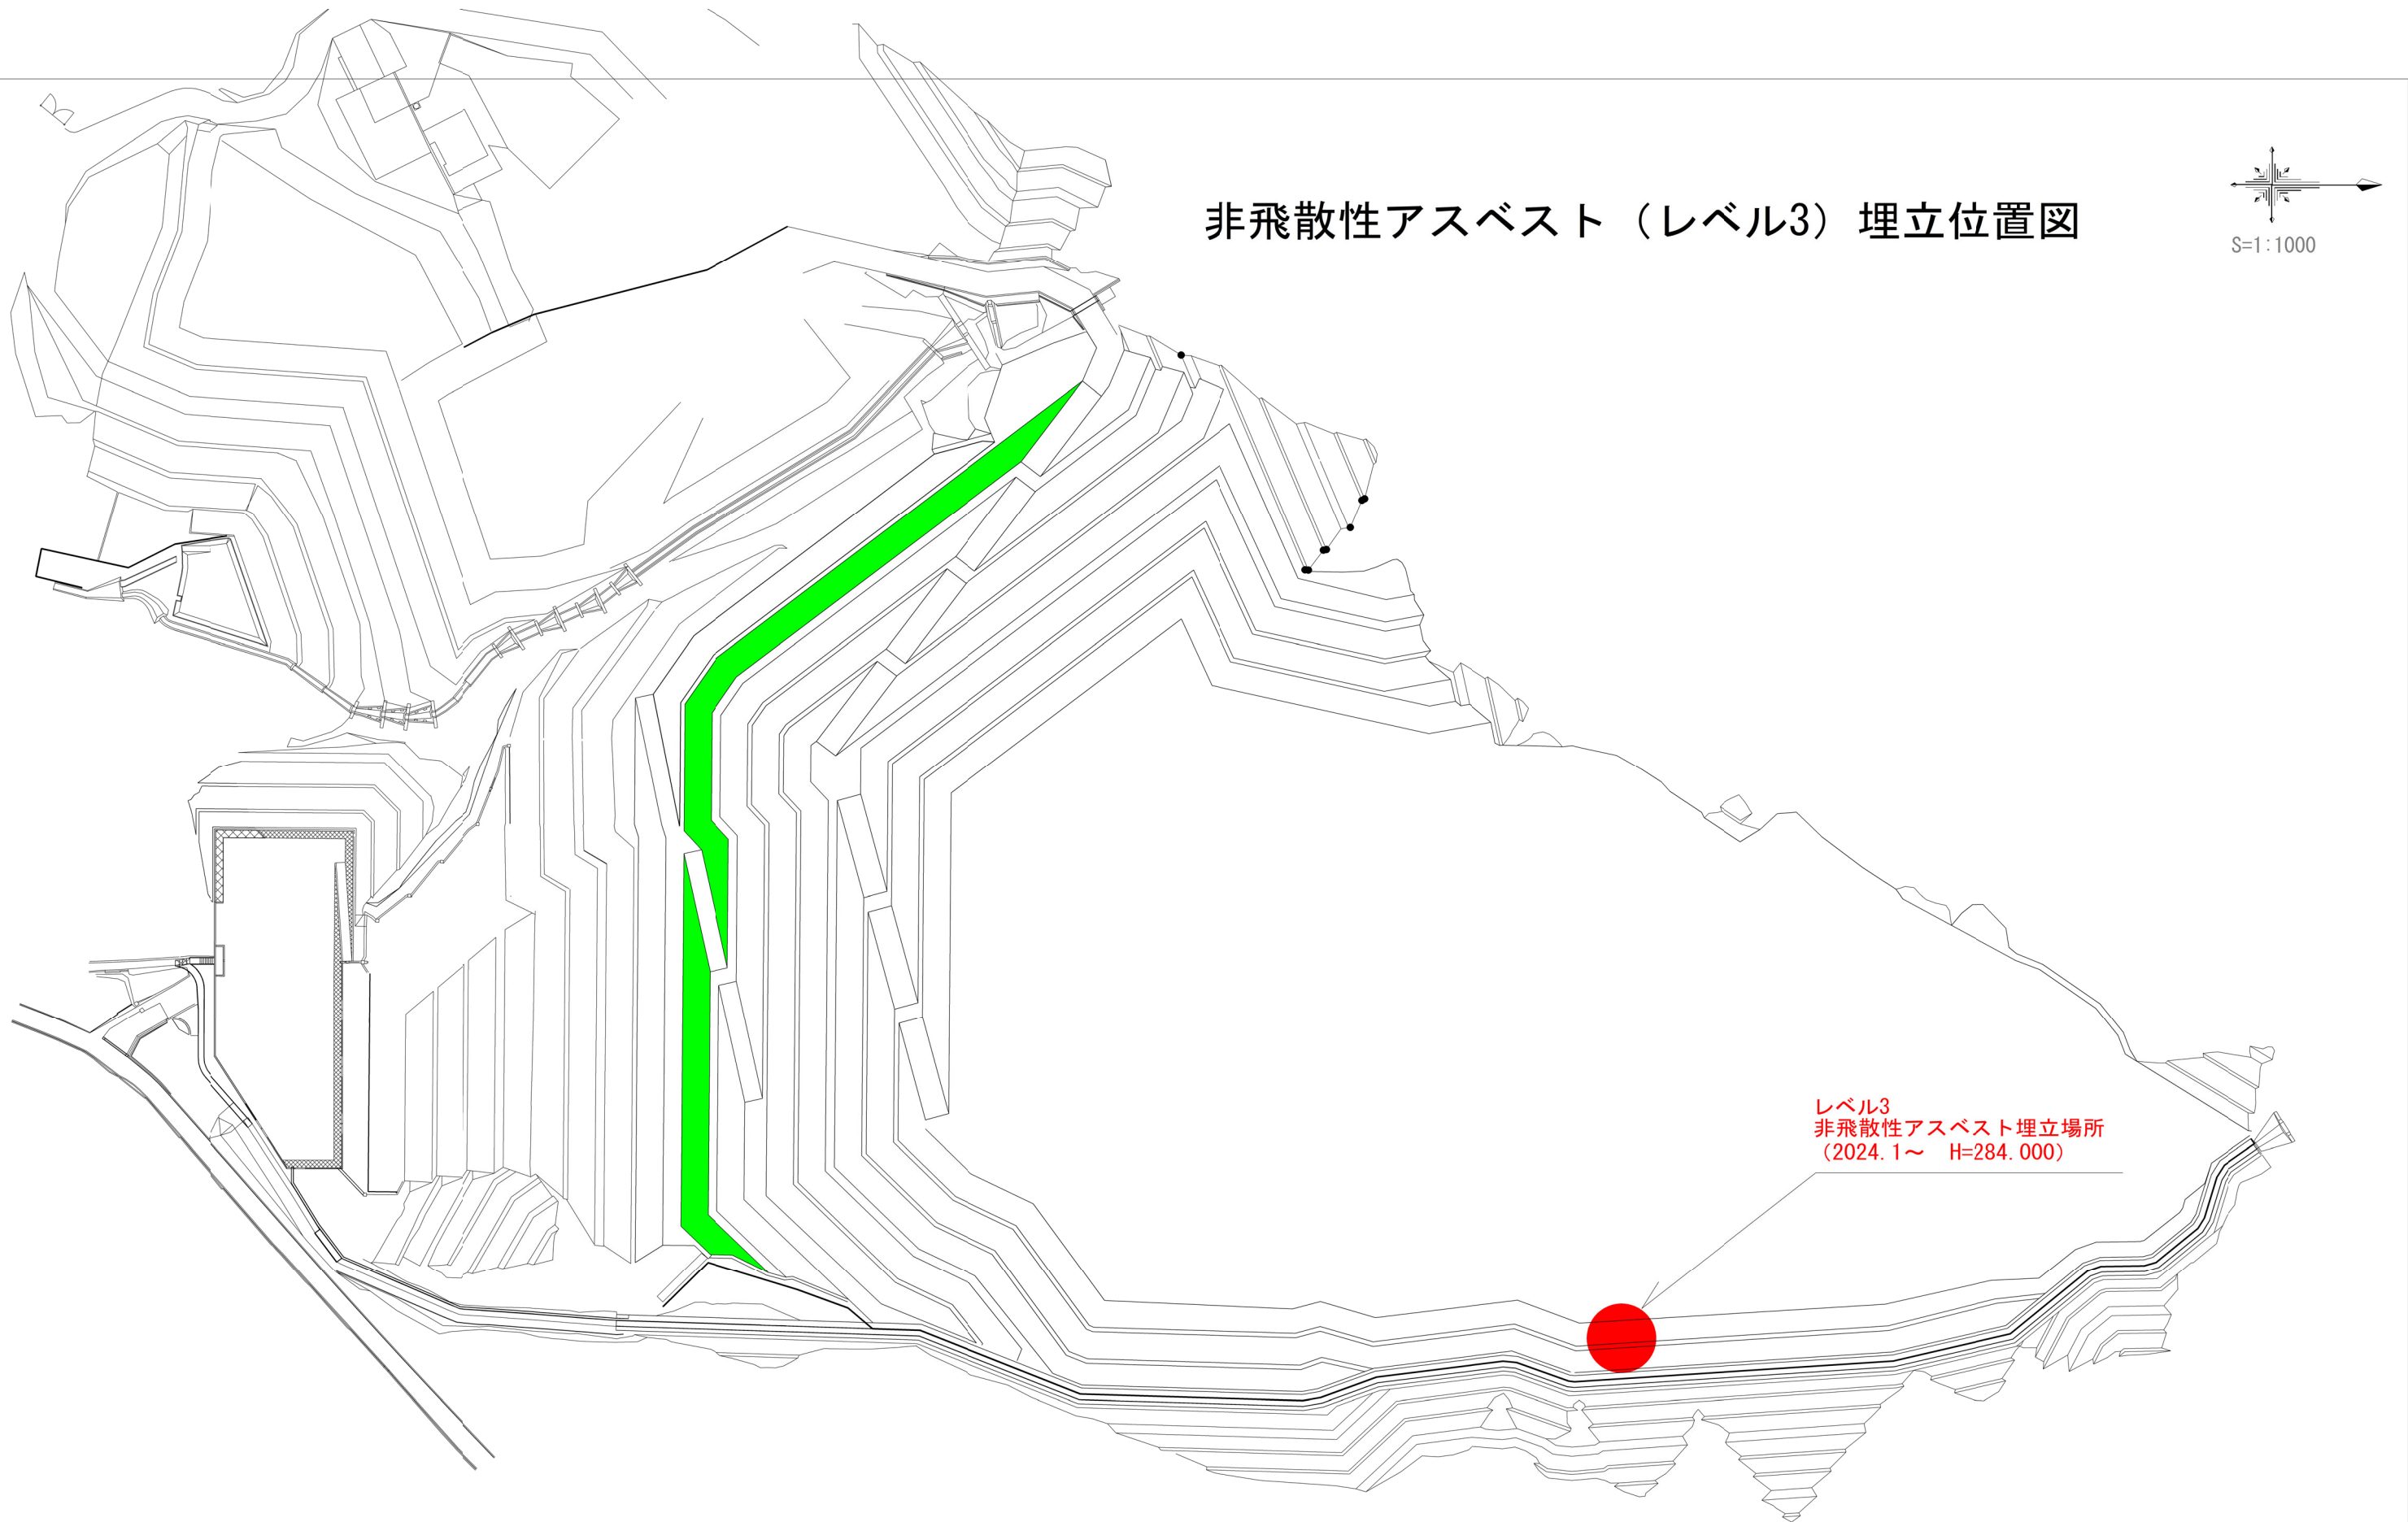 非飛散性アスベスト（レベル3）埋立位置図
S=1:1000
レベル3
非飛散性アスベスト埋立場所
（2024.1～　H=284.000）